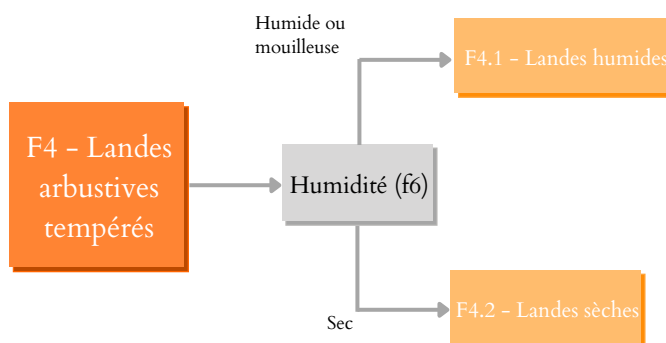 Humide ou
mouilleuse
F4.1 - Landes humides
F4 - Landes
arbustives
tempérés
Humidité (f6)
Sec
F4.2 - Landes sèches